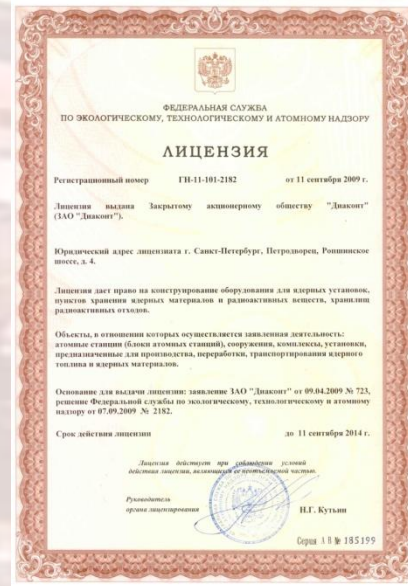 ФЕДЕРАЛЬНАЯ СЛУЖБА
ПО ЭКОЛОГИЧЕСКОМУ, ТЕХНОЛОГИЧЕСКОМУ И АТОМНОМУ НАДЗОРУ
ЛИЦЕНЗИЯ
Регистрационный номер ГН-11-101-2182 от 11 сентября 2009 г.
Лицензия выдана Закрытому акционерному обществу "Диаконт"
(ЗАО "Диаконт").
Юридический адрес лицензиата г. Санкт-Петербург, Петродворец, Ропшинское
шоссе, д. 4.
Лицензия дает право на конструирование оборудования для ядерных установок,
пунктов хранения ядерных материалов и радиоактивных веществ, хранилищ
радиоактивных отходов.
Объекты, в отношении которых осуществляется заявленная деятельность:
атомные станции (блоки атомных станций), сооружения, комплексы, установки,
предназначенные для производства, переработки, транспортирования ядерного
топлива и ядерных материалов.
Основание для выдачи лицензии: заявление ЗАО "Диаконт" от 09.04.2009 № 723,
решение Федеральной службы по экологическому, технологическому и атомному
надзору от 07.09.2009 № 2182.
Срок действия лицензии до 11 сентября 2014 г.
Лицензия действует при соблюдении условий
действия лицензии, являющихся ее неотъемлемой частью.
Руководитель
органа лицензирования Н.Г. Кутьин
Серия А В № 185199